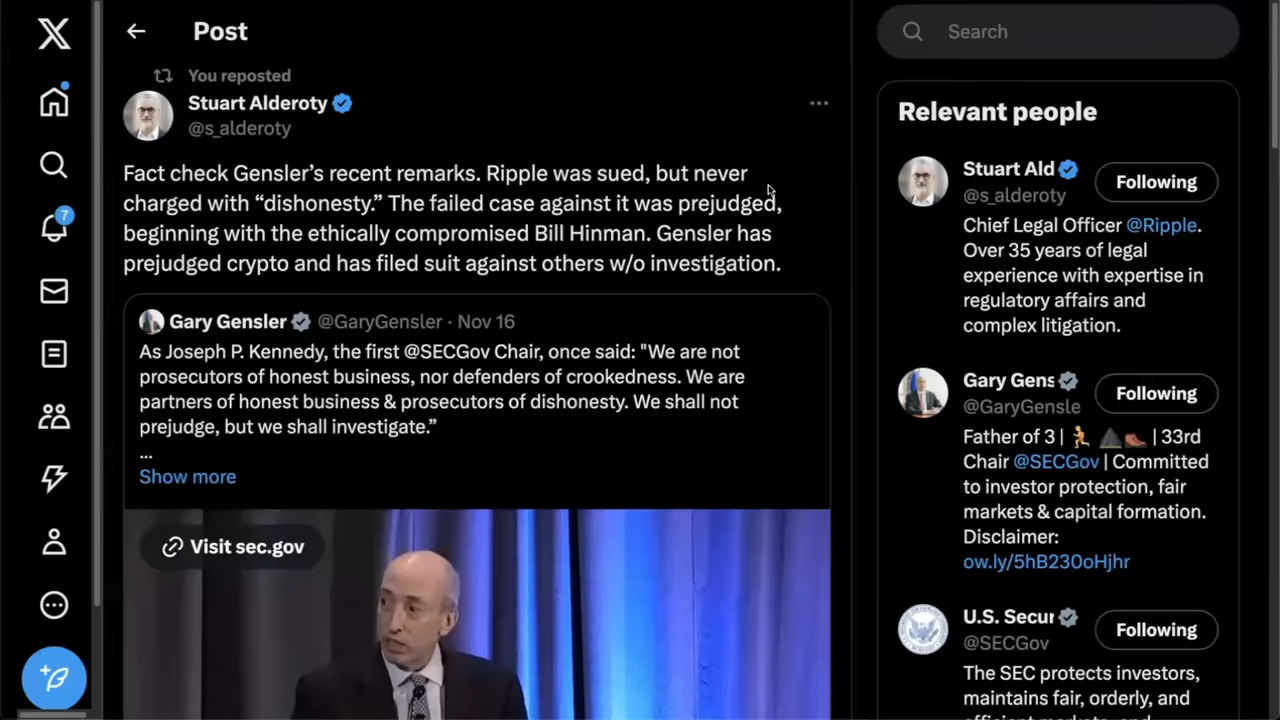 Post
Search
You reposted
Stuart Alderoty
@s_alderoty
Fact check Gensler’s recent remarks. Ripple was sued, but never
charged with “dishonesty.” The failed case against it was prejudged,
beginning with the ethically compromised Bill Hinman. Gensler has
prejudged crypto and has filed suit against others w/o investigation.
Gary Gensler @GaryGensler · Nov 16
As Joseph P. Kennedy, the first @SECGov Chair, once said: "We are not
prosecutors of honest business, nor defenders of crookedness. We are
partners of honest business & prosecutors of dishonesty. We shall not
prejudge, but we shall investigate.”
...
Show more
Visit sec.gov
7
Relevant people
Stuart Ald
Following
@s_alderoty
Chief Legal Officer @Ripple.
Over 35 years of legal
experience with expertise in
regulatory affairs and
complex litigation.
Gary Gens
Following
@GaryGensle
Father of 3 | 🏃 ⛰️🥾 | 33rd
Chair @SECGov | Committed
to investor protection, fair
markets & capital formation.
Disclaimer:
ow.ly/5hB230oHjhr
U.S. Secur
Following
@SECGov
The SEC protects investors,
maintains fair, orderly, and